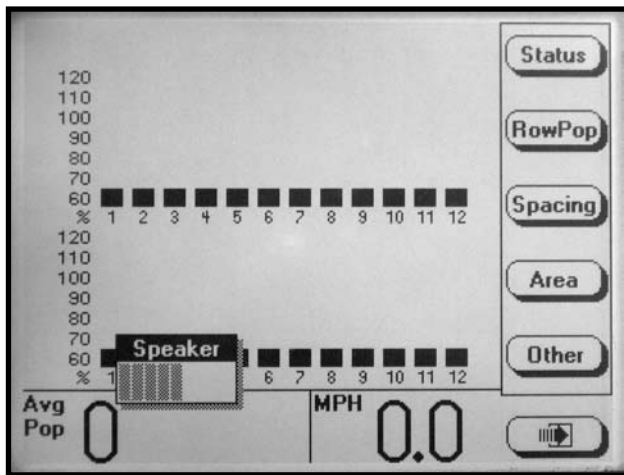 Status
120
110
100
90
80
70
60
% 1 2 3 4 5 6 7 8 9 10 11 12
RowPop
Spacing
120
110
100
90
80
70
60
% 1 6 7 8 9 10 11 12
Speaker
Area
Other
Avg
Pop 0
MPH 0.0